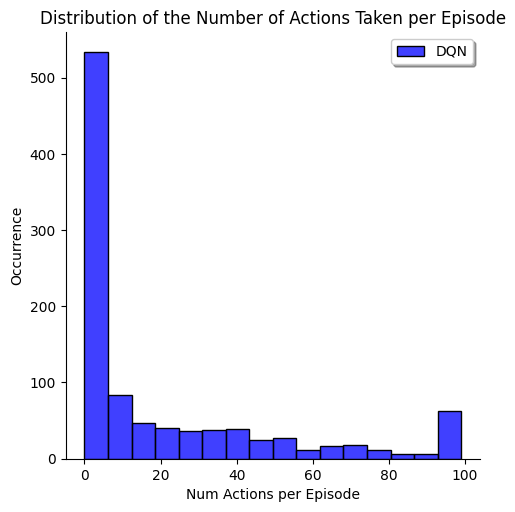 Distribution of the Number of Actions Taken per Episode
DQN
500
400
300
200
100
0
Occurrence
0 20 40 60 80 100
Num Actions per Episode